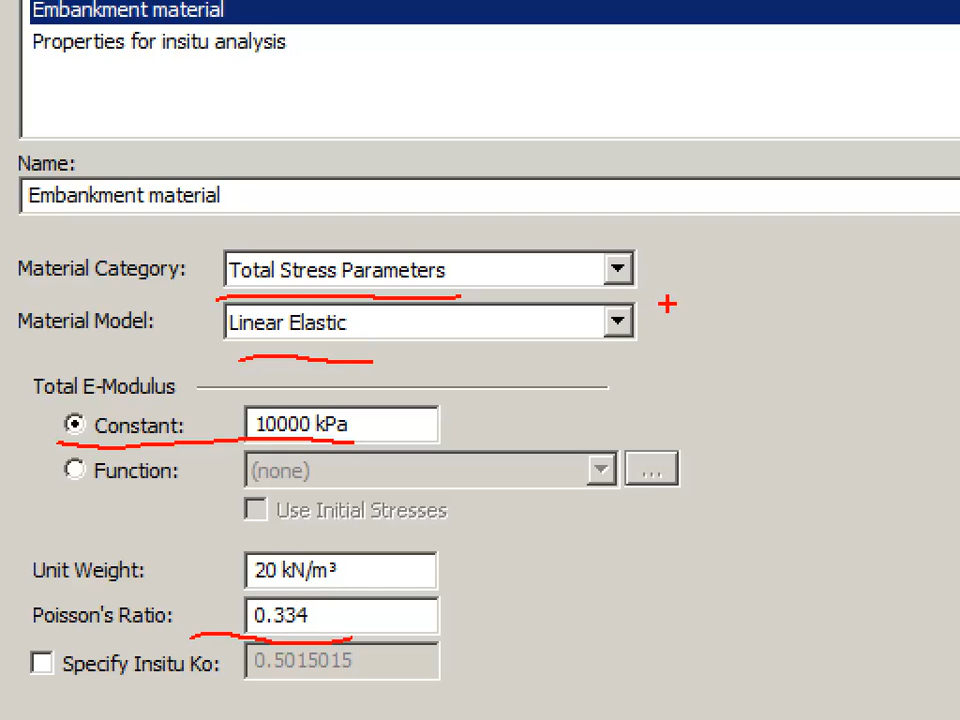 Embankment material
Properties for insitu analysis
Name:
Embankment material
Material Category: Total Stress Parameters
Material Model: Linear Elastic
Total E-Modulus
Constant: 10000 kPa
Function: (none) ...
Use Initial Stresses
Unit Weight: 20 kN/m³
Poisson's Ratio: 0.334
Specify Insitu Ko: 0.5015015